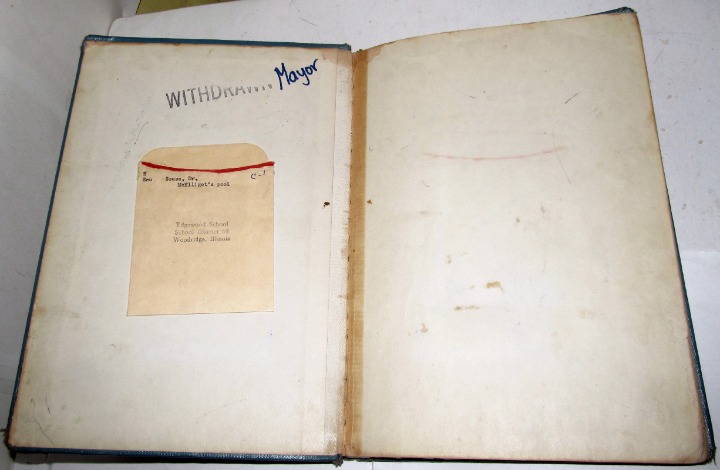 WITHDRAWN Mayor
E
Seuss, Dr. C-1
McElligot's pool
Edgewood School
School District 68
Woodridge, Illinois